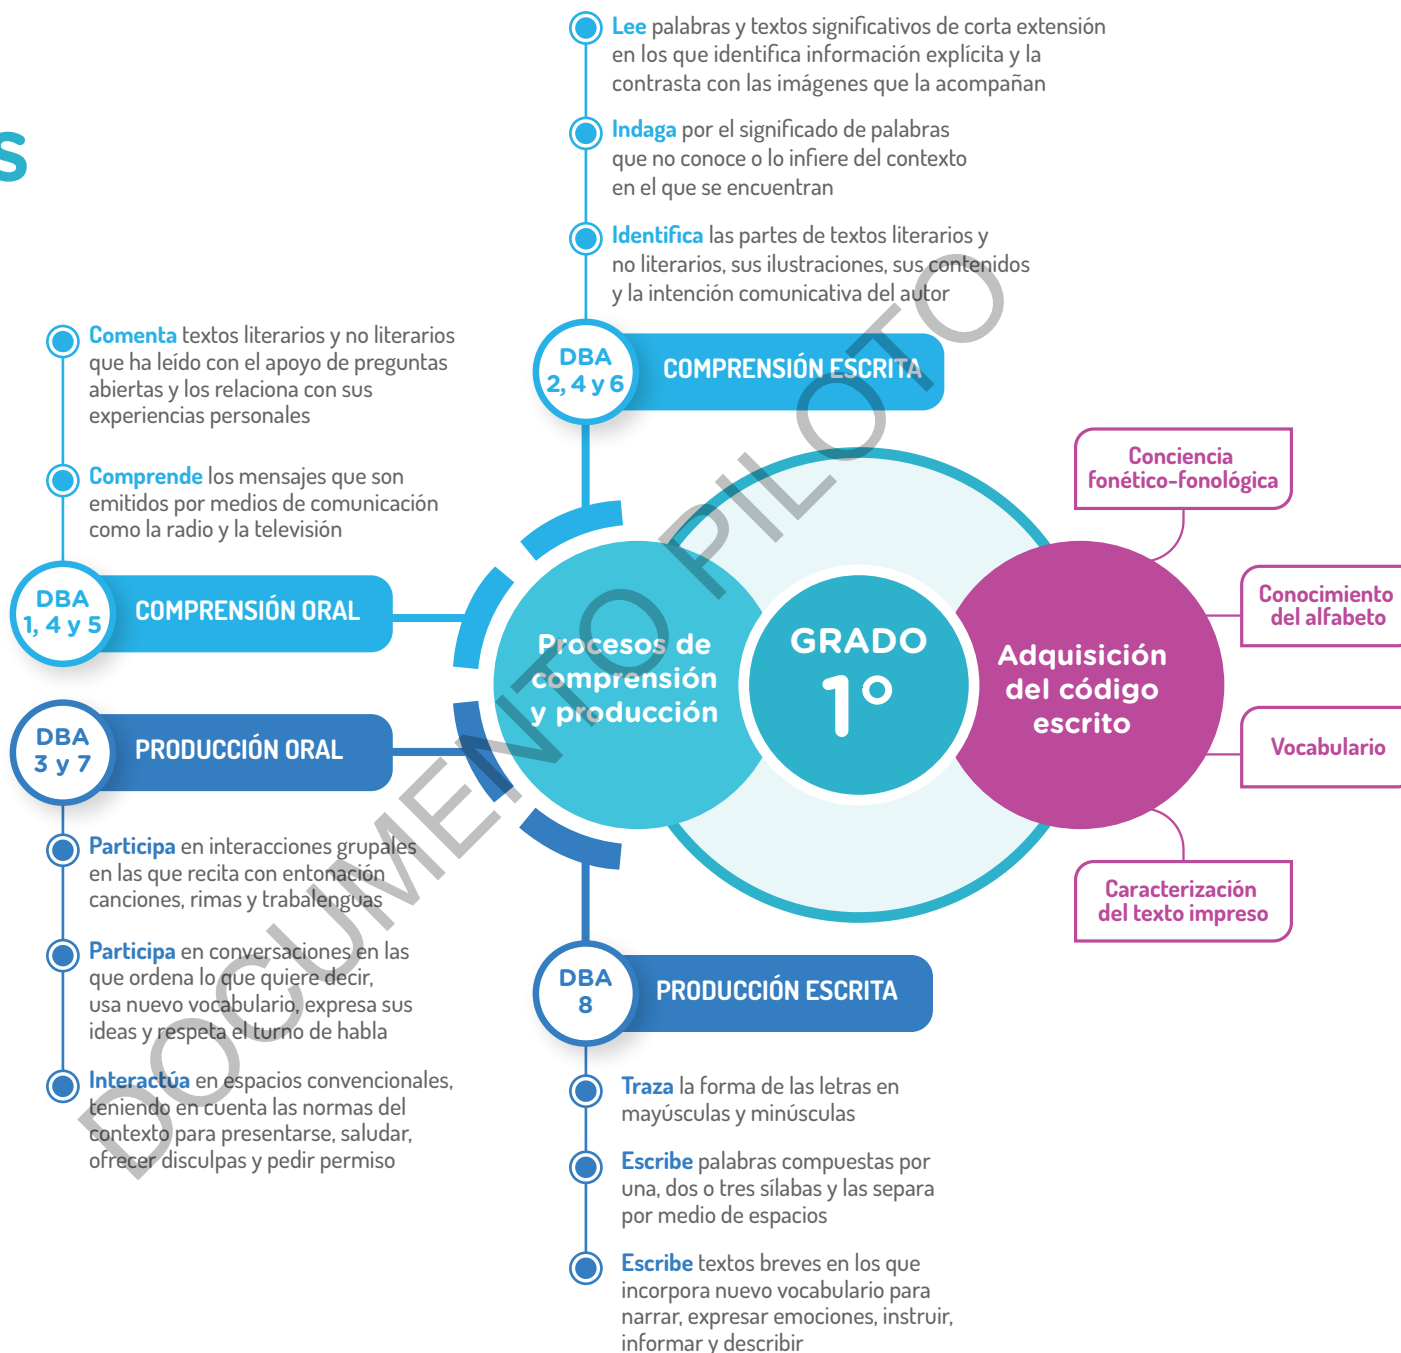 s
Lee palabras y textos significativos de corta extensión
en los que identifica información explícita y la
contrasta con las imágenes que la acompañan
Indaga por el significado de palabras
que no conoce o lo infiere del contexto
en el que se encuentran
Identifica las partes de textos literarios y
no literarios, sus ilustraciones, sus contenidos
y la intención comunicativa del autor
DBA
2, 4 y 6
COMPRENSIÓN ESCRITA
Comenta textos literarios y no literarios
que ha leído con el apoyo de preguntas
abiertas y los relaciona con sus
experiencias personales
Comprende los mensajes que son
emitidos por medios de comunicación
como la radio y la televisión
DBA
1, 4 y 5
COMPRENSIÓN ORAL
DBA
3 y 7
PRODUCCIÓN ORAL
Participa en interacciones grupales
en las que recita con entonación
canciones, rimas y trabalenguas
Participa en conversaciones en las
que ordena lo que quiere decir,
usa nuevo vocabulario, expresa sus
ideas y respeta el turno de habla
Interactúa en espacios convencionales,
teniendo en cuenta las normas del
contexto para presentarse, saludar,
ofrecer disculpas y pedir permiso
Procesos de
comprensión
y producción
GRADO
1°
Adquisición
del código
escrito
Conciencia
fonético-fonológica
Conocimiento
del alfabeto
Vocabulario
Caracterización
del texto impreso
DBA
8
PRODUCCIÓN ESCRITA
Traza la forma de las letras en
mayúsculas y minúsculas
Escribe palabras compuestas por
una, dos o tres sílabas y las separa
por medio de espacios
Escribe textos breves en los que
incorpora nuevo vocabulario para
narrar, expresar emociones, instruir,
informar y describir
DOCUMENTO PILOTO